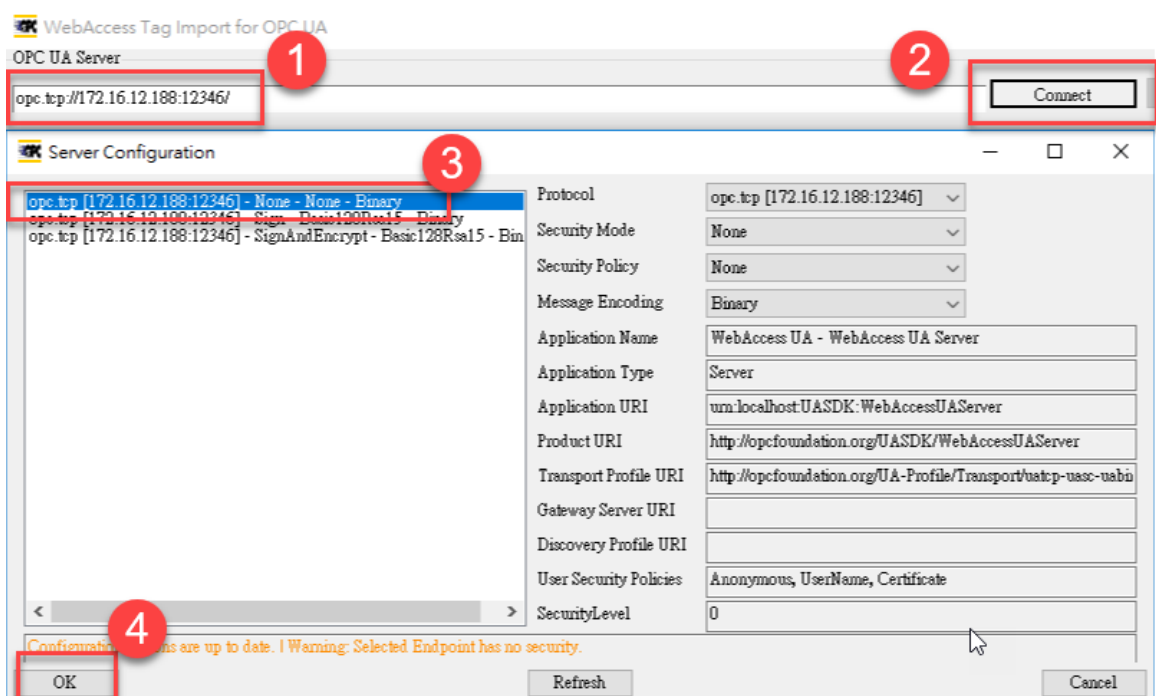 WebAccess Tag Import for OPC UA
1
OPC UA Server
2
opc.tcp://172.16.12.188:12346/
Connect
Server Configuration
3
opc.tcp [172.16.12.188:12346] - None - None - Binary
opc.tcp [172.16.12.188:12346] - Sign - Basic128Rsa15 - Binary
opc.tcp [172.16.12.188:12346] - SignAndEncrypt - Basic128Rsa15 - Bin
Protocol opc.tcp [172.16.12.188:12346]
Security Mode None
Security Policy None
Message Encoding Binary
Application Name WebAccess UA - WebAccess UA Server
Application Type Server
Application URI urn:localhost:UASDK:WebAccessUAServer
Product URI http://opcfoundation.org/UASDK/WebAccessUAServer
Transport Profile URI http://opcfoundation.org/UA-Profile/Transport/uatcp-uasc-uabin
Gateway Server URI
Discovery Profile URI
User Security Policies Anonymous, UserName, Certificate
SecurityLevel 0
4
are up to date. | Warning: Selected Endpoint has no security.
OK
Refresh
Cancel